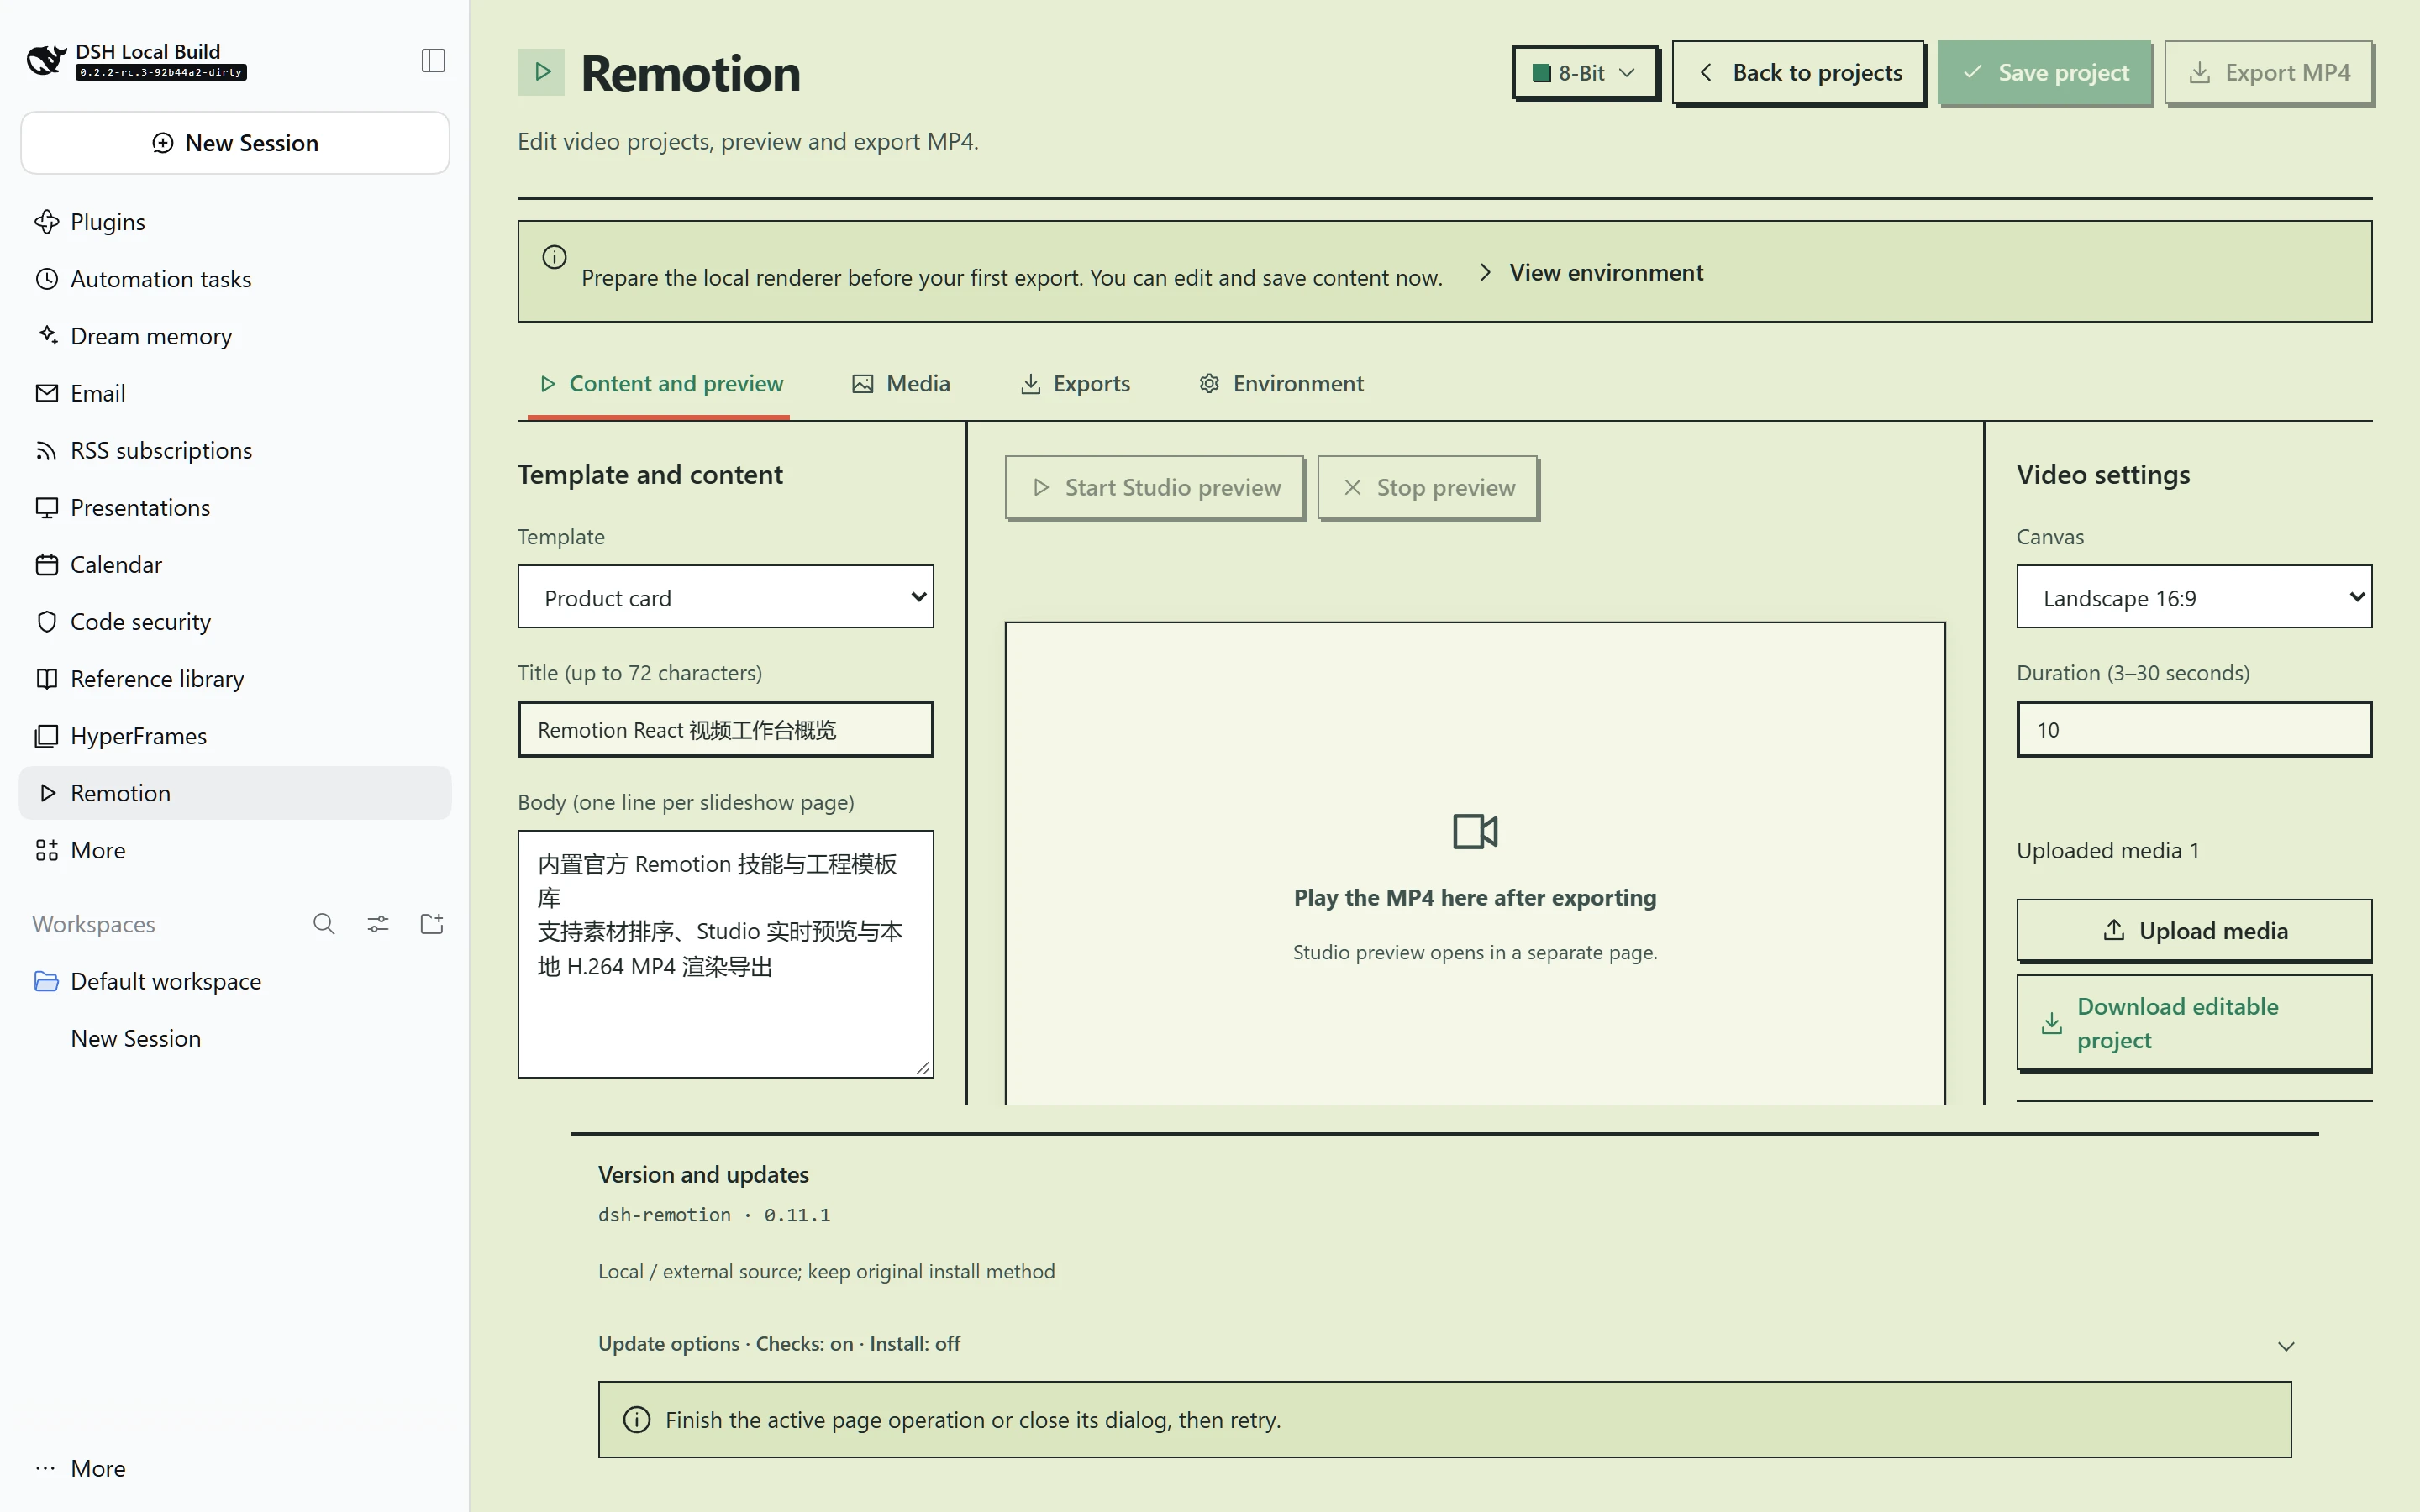 DSH Local Build
0.2.2-rc.3-92b44a2-dirty
New Session
Plugins
Automation tasks
Dream memory
Email
RSS subscriptions
Presentations
Calendar
Code security
Reference library
HyperFrames
Remotion
More
Workspaces
Default workspace
New Session
More
Remotion
8-Bit
Back to projects
Save project
Export MP4
Edit video projects, preview and export MP4.
Prepare the local renderer before your first export. You can edit and save content now.
View environment
Content and preview
Media
Exports
Environment
Template and content
Template
Product card
Title (up to 72 characters)
Remotion React 视频工作台概览
Body (one line per slideshow page)
内置官方 Remotion 技能与工程模板
库
支持素材排序、Studio 实时预览与本
地 H.264 MP4 渲染导出
Start Studio preview
Stop preview
Play the MP4 here after exporting
Studio preview opens in a separate page.
Video settings
Canvas
Landscape 16:9
Duration (3–30 seconds)
10
Uploaded media 1
Upload media
Download editable
project
Version and updates
dsh-remotion · 0.11.1
Local / external source; keep original install method
Update options · Checks: on · Install: off
Finish the active page operation or close its dialog, then retry.